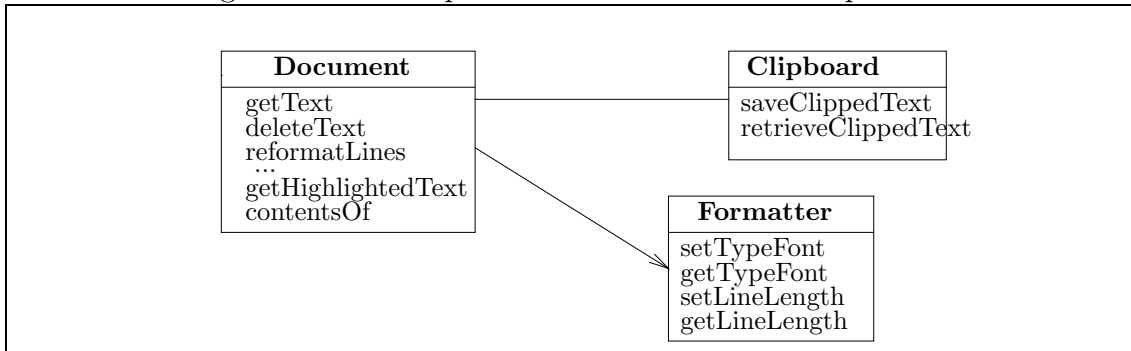 Document
getText
deleteText
reformatLines
...
getHighlightedText
contentsOf
Clipboard
saveClippedText
retrieveClippedText
Formatter
setTypeFont
getTypeFont
setLineLength
getLineLength